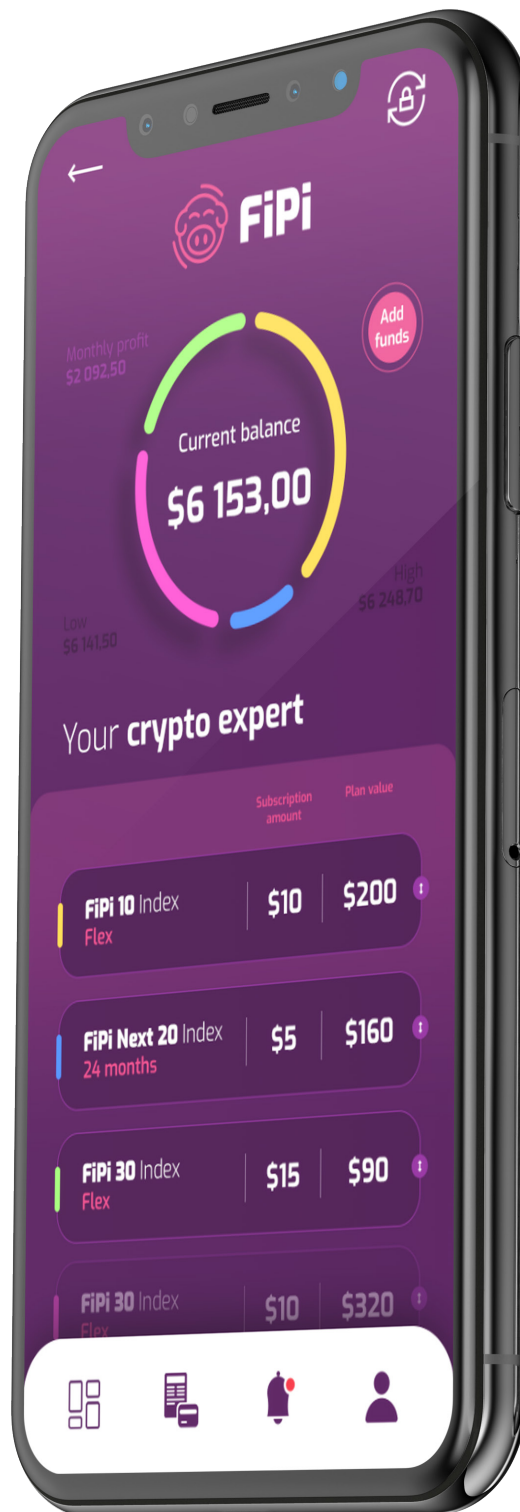 FiPi
Add
funds
Monthly profit
$2 092,50
Current balance
$6 153,00
High
$6 248,70
Low
$6 141,50
Your crypto expert
Subscription
amount
Plan value
FiPi 10 Index
Flex
$10
$200
FiPi Next 20 Index
24 months
$5
$160
FiPi 30 Index
Flex
$15
$90
FiPi 30 Index
Flex
$10
$320